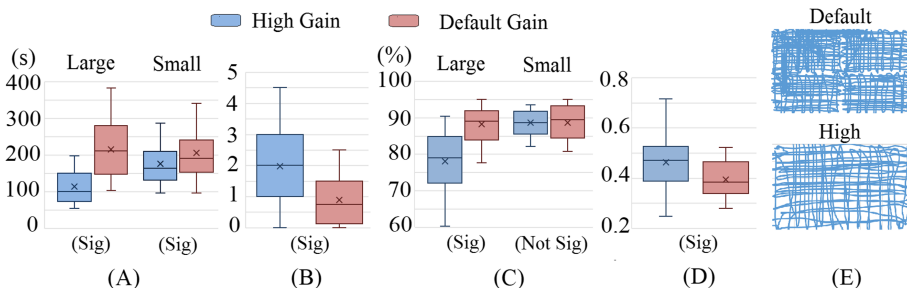 High Gain
Default Gain
(s)
Large
Small
400
300
200
100
0
(Sig)
(Sig)
(A)
5
4
3
2
1
0
(Sig)
(B)
(%)
Large
Small
100
90
80
70
60
(Sig)
(Not Sig)
(C)
0.8
0.6
0.4
0.2
(Sig)
(D)
Default
High
(E)